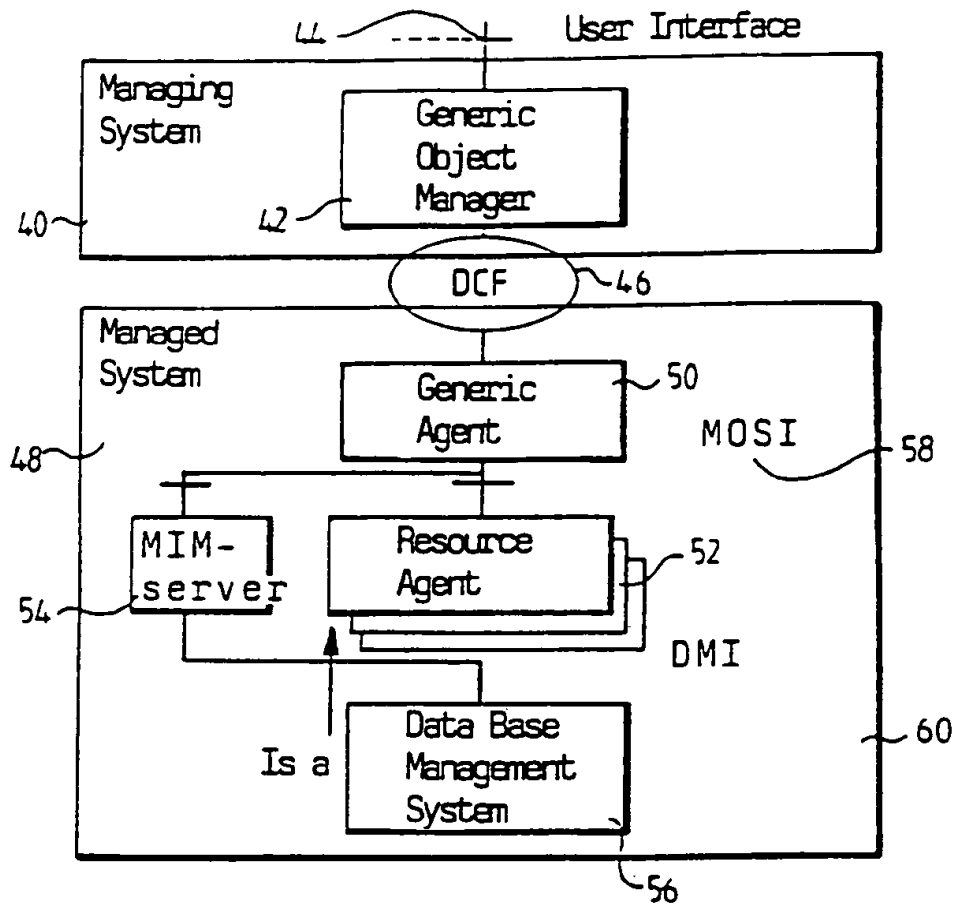 44 User Interface
Managing
System
Generic
Object
Manager
40
42
DCF
46
Managed
System
Generic
Agent
50
MOSI
48
58
MIM-
server
Resource
Agent
52
54
DMI
Is a
Data Base
Management
System
60
56